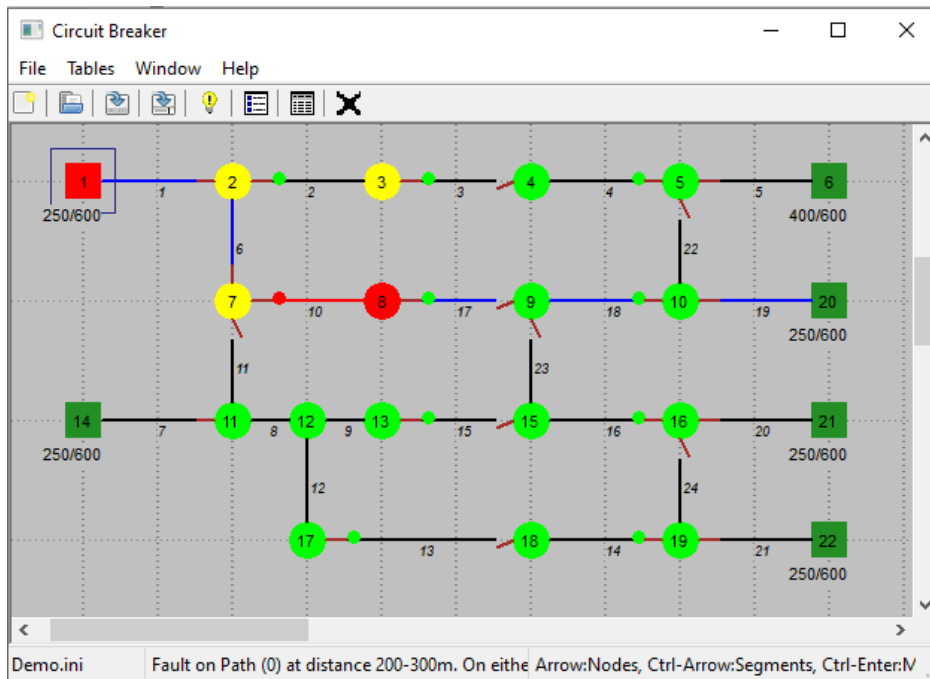 Circuit Breaker
File Tables Window Help
1 2 3 4 5 6
1 2 3 4 5
250/600 400/600
6 22
7 8 9 10 20
10 17 18 19
250/600
11 23
14 11 12 13 15 16 21
7 8 9 15 16 20
250/600 250/600
12 24
17 18 19 22
13 14 21
250/600
Demo.ini Fault on Path (0) at distance 200-300m. On eithe Arrow:Nodes, Ctrl-Arrow:Segments, Ctrl-Enter:M